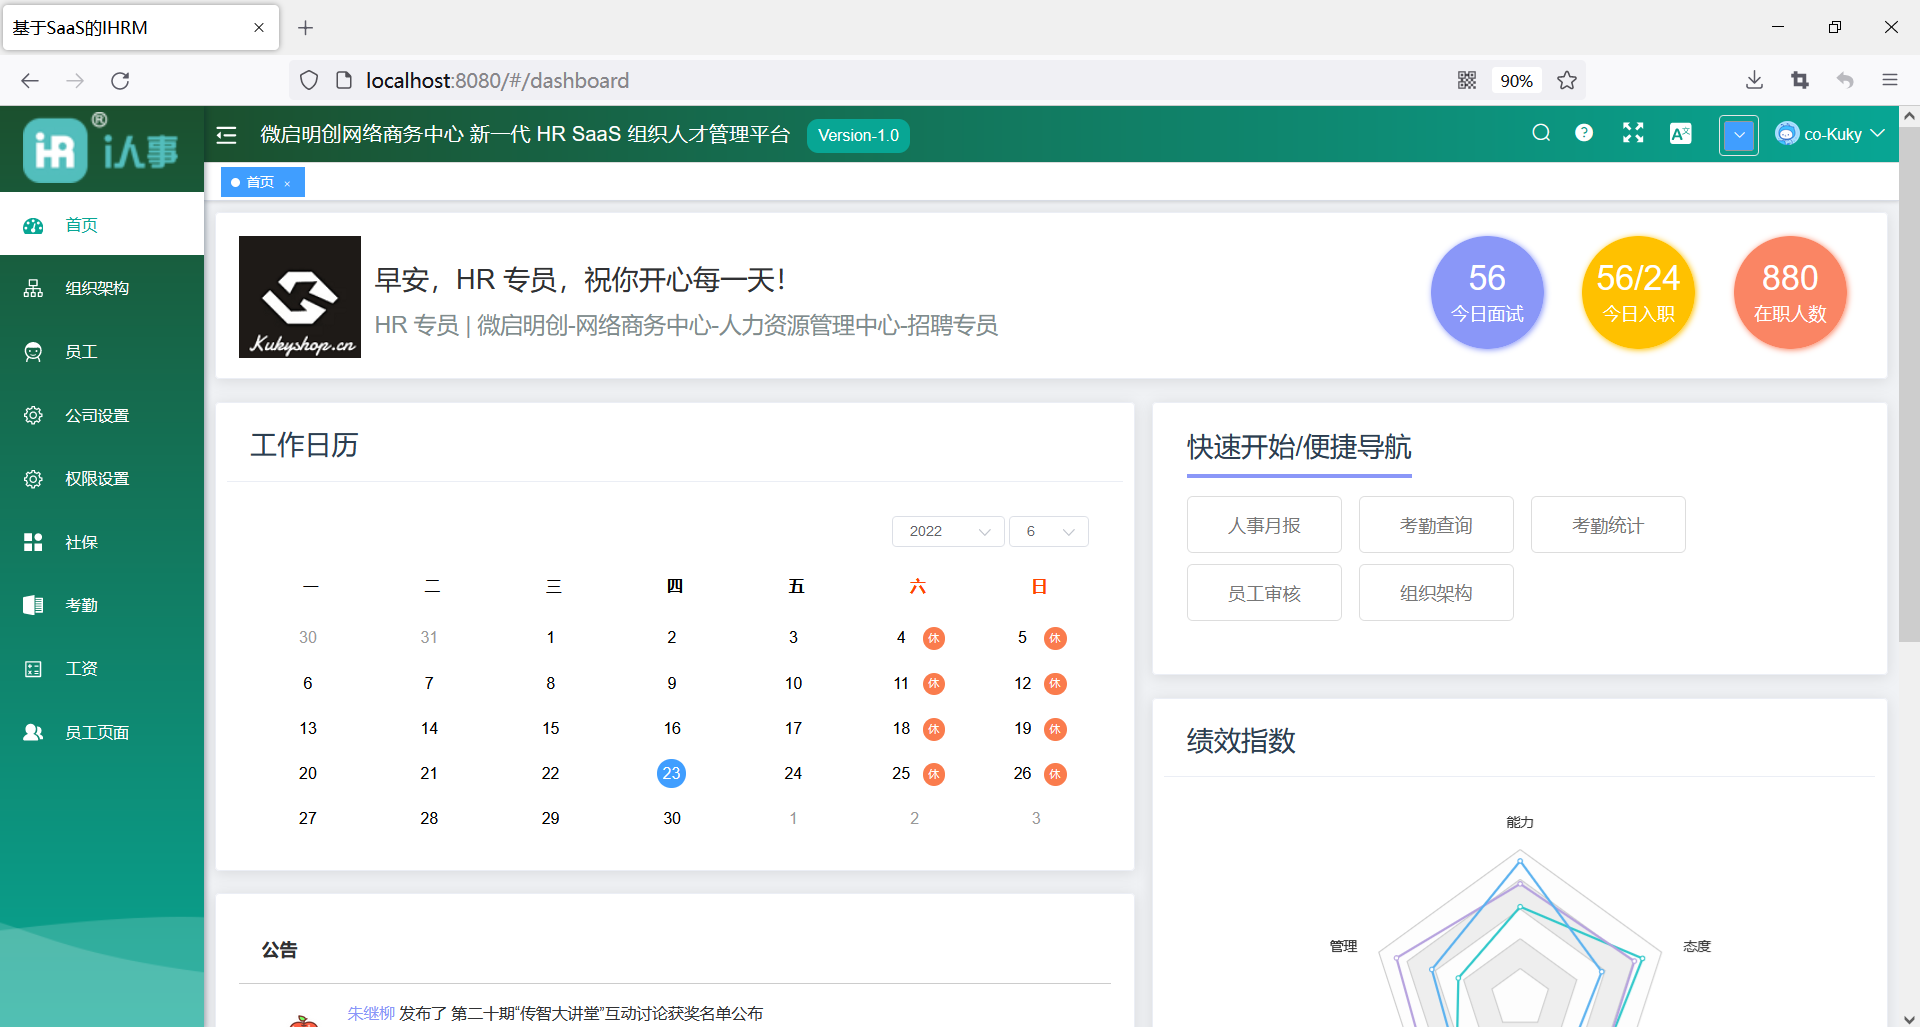 基于SaaS的IHRM
localhost:8080/#/dashboard
90%
iHR ® i人事
微启明创网络商务中心 新一代 HR SaaS 组织人才管理平台
Version-1.0
?
A文
co-Kuky
首页
首页
组织架构
员工
公司设置
权限设置
社保
考勤
工资
员工页面
Kukyshop.cn
早安，HR 专员，祝你开心每一天！
HR 专员 | 微启明创-网络商务中心-人力资源管理中心-招聘专员
56
今日面试
56/24
今日入职
880
在职人数
工作日历
2022 6
一 二 三 四 五 六 日
30 31 1 2 3 4 休 5 休
6 7 8 9 10 11 休 12 休
13 14 15 16 17 18 休 19 休
20 21 22 23 24 25 休 26 休
27 28 29 30 1 2 3
公告
朱继柳 发布了 第二十期“传智大讲堂”互动讨论获奖名单公布
快速开始/便捷导航
人事月报 考勤查询 考勤统计
员工审核 组织架构
绩效指数
能力
管理 态度